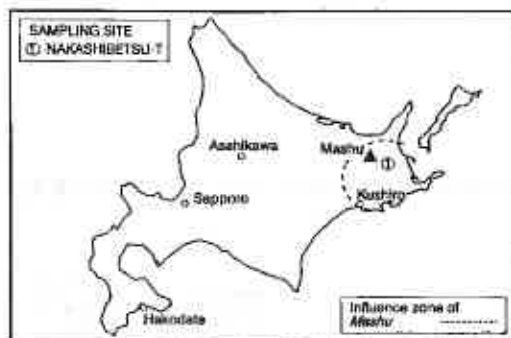 SAMPLING SITE
① NAKASHIBETSU-T
Asahikawa
Mashu
①
Kushiro
Sapporo
Hakodate
Influence zone of
Mashu